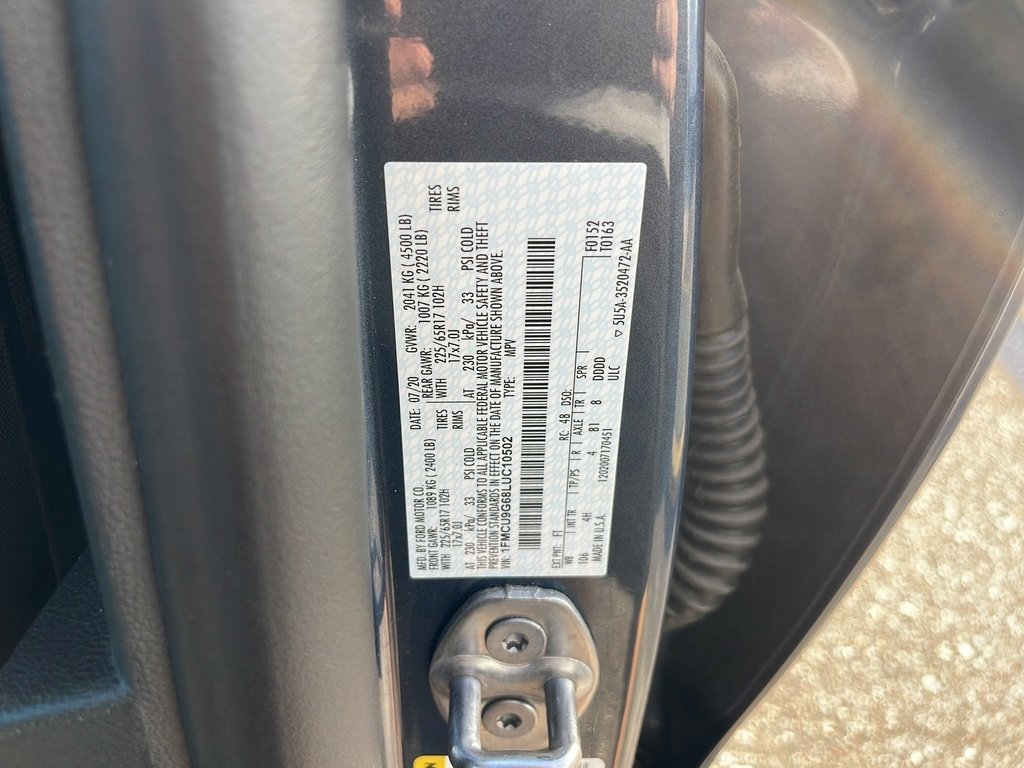 MFD. BY FORD MOTOR CO.
DATE: 07/20 GVWR: 2041 KG ( 4500 LB)
FRONT GAWR: 1089 KG ( 2400 LB) REAR GAWR: 1007 KG ( 2220 LB)
WITH 225/65R17 102H TIRES WITH 225/65R17 102H TIRES
17x7.0J RIMS 17x7.0J RIMS
AT 230 kPa/ 33 PSI COLD AT 230 kPa/ 33 PSI COLD
THIS VEHICLE CONFORMS TO ALL APPLICABLE FEDERAL MOTOR VEHICLE SAFETY AND THEFT
PREVENTION STANDARDS IN EFFECT ON THE DATE OF MANUFACTURE SHOWN ABOVE.
VIN: 1FMCU9G68LUC10502 TYPE: MPV
EXT PNT: FT RC: 48 DSO: F0152
WB INT TR TP/PS R AXLE TR SPR T0163
106 4H 4 81 8 DDDD
MADE IN U.S.A. 1202007170451 ULC
▽ 5U5A-3520472-AA